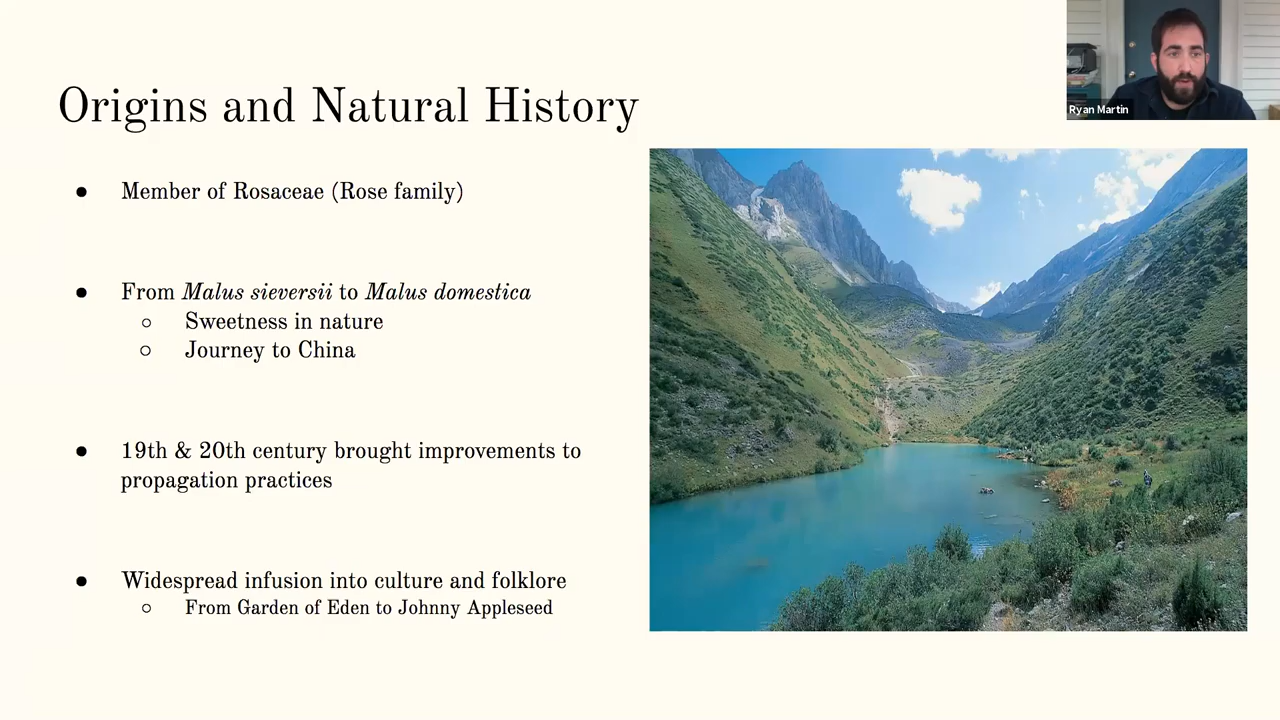 Ryan Martin
Origins and Natural History
● Member of Rosaceae (Rose family)
● From Malus sieversii to Malus domestica
○ Sweetness in nature
○ Journey to China
● 19th & 20th century brought improvements to
propagation practices
● Widespread infusion into culture and folklore
○ From Garden of Eden to Johnny Appleseed